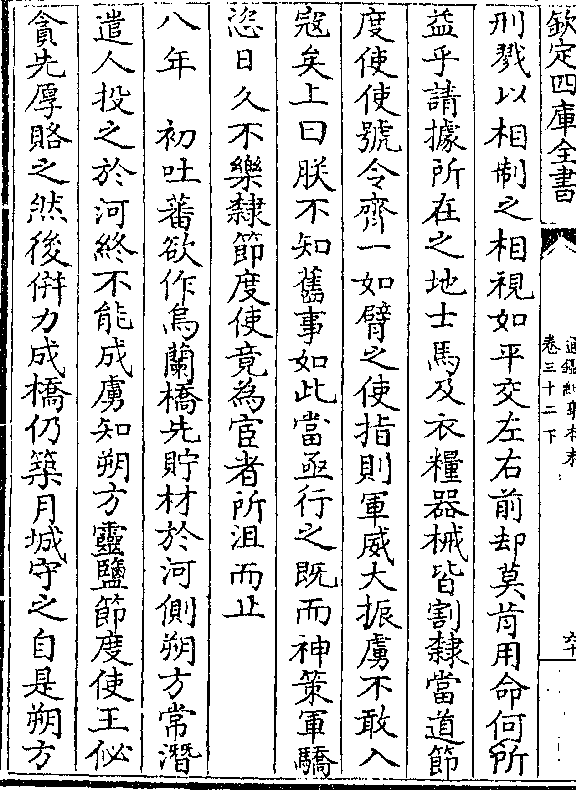 欽定四庫全書
通鑑紀事本末
卷三十二下
六十
刑戮以相制之相視如平交左右前却莫肯用命何所
益乎請據所在之地士馬及衣糧器械皆割隸當道節
度使使號令齊一如臂之使指則軍威大振虜不敢入
冦矣上曰朕不知舊事如此當亟行之既而神策軍驕
恣日久不樂隸節度使竟為宦者所沮而止
八年　初吐蕃欲作烏蘭橋先貯材於河側朔方常潛
遣人投之於河終不能成虜知朔方靈鹽節度使王佖
貪先厚賂之然後併力成橋仍築月城守之自是朔方